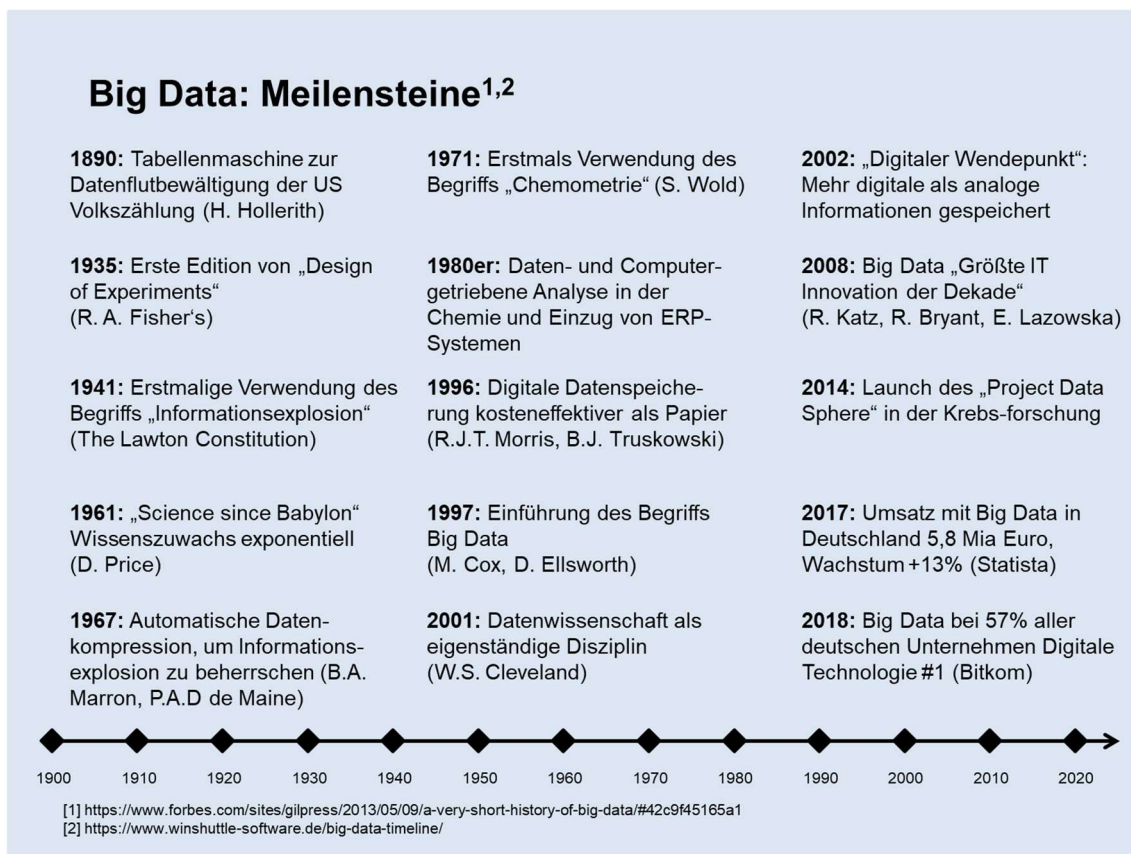 Big Data: Meilensteine1,2
1890: Tabellenmaschine zur
Datenflutbewältigung der US
Volkszählung (H. Hollerith)
1935: Erste Edition von „Design
of Experiments“
(R. A. Fisher‘s)
1941: Erstmalige Verwendung des
Begriffs „Informationsexplosion“
(The Lawton Constitution)
1961: „Science since Babylon“
Wissenszuwachs exponentiell
(D. Price)
1967: Automatische Daten-
kompression, um Informations-
explosion zu beherrschen (B.A.
Marron, P.A.D de Maine)
1971: Erstmals Verwendung des
Begriffs „Chemometrie“ (S. Wold)
1980er: Daten- und Computer-
getriebene Analyse in der
Chemie und Einzug von ERP-
Systemen
1996: Digitale Datenspeiche-
rung kosteneffektiver als Papier
(R.J.T. Morris, B.J. Truskowski)
1997: Einführung des Begriffs
Big Data
(M. Cox, D. Ellsworth)
2001: Datenwissenschaft als
eigenständige Disziplin
(W.S. Cleveland)
2002: „Digitaler Wendepunkt“:
Mehr digitale als analoge
Informationen gespeichert
2008: Big Data „Größte IT
Innovation der Dekade“
(R. Katz, R. Bryant, E. Lazowska)
2014: Launch des „Project Data
Sphere“ in der Krebs-forschung
2017: Umsatz mit Big Data in
Deutschland 5,8 Mia Euro,
Wachstum +13% (Statista)
2018: Big Data bei 57% aller
deutschen Unternehmen Digitale
Technologie #1 (Bitkom)
1900 1910 1920 1930 1940 1950 1960 1970 1980 1990 2000 2010 2020
[1] https://www.forbes.com/sites/gilpress/2013/05/09/a-very-short-history-of-big-data/#42c9f45165a1
[2] https://www.winshuttle-software.de/big-data-timeline/